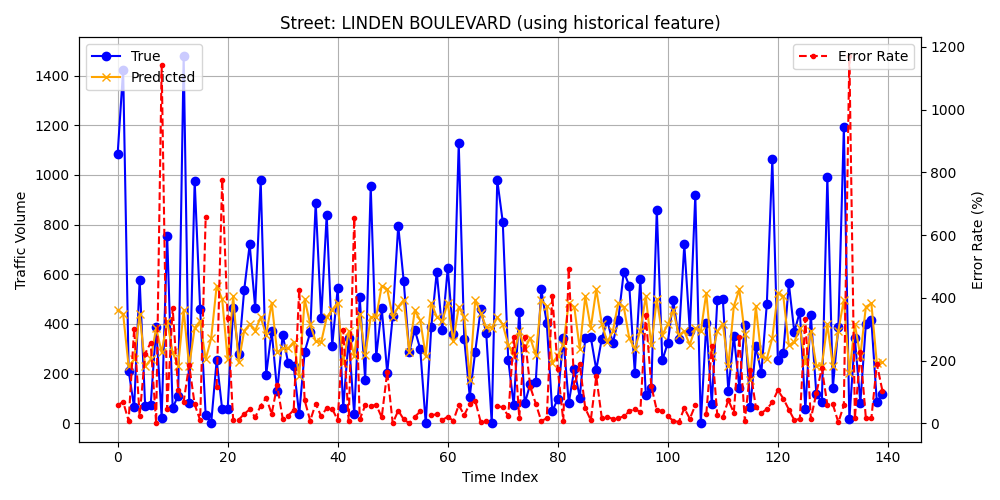 Street: LINDEN BOULEVARD (using historical feature)
True
Predicted
Error Rate
Traffic Volume
1400
1200
1000
800
600
400
200
0
1200
1000
800
600
400
200
0
Error Rate (%)
0 20 40 60 80 100 120 140
Time Index